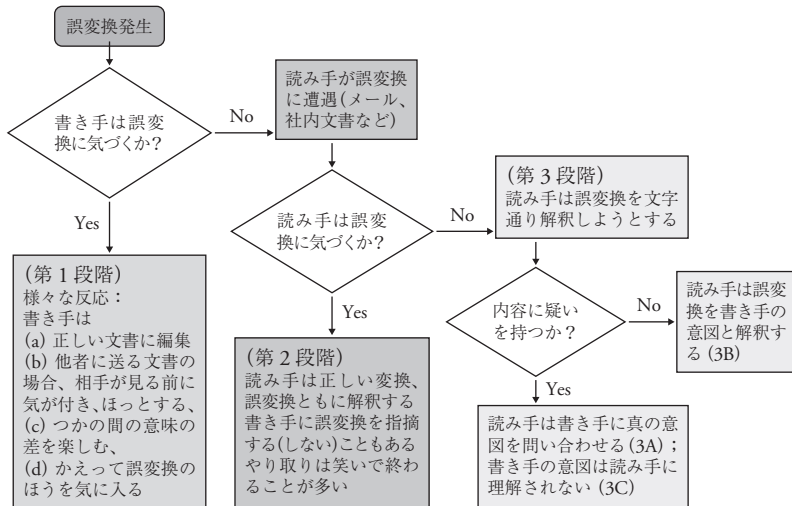 誤変換発生
書き手は誤変
換に気づくか?
No
読み手が誤変換
に遭遇(メール、
社内文書など)
Yes
読み手は誤変
換に気づくか?
No
(第 3 段階)
読み手は誤変換を文字
通り解釈しようとする
(第 1 段階)
様々な反応:
書き手は
(a) 正しい文書に編集
(b) 他者に送る文書の
場合、相手が見る前に
気が付き、ほっとする、
(c) つかの間の意味の
差を楽しむ、
(d) かえって誤変換の
ほうを気に入る
Yes
(第 2 段階)
読み手は正しい変換、
誤変換ともに解釈する
書き手に誤変換を指摘
する(しない)こともある
やり取りは笑いで終わ
ることが多い
内容に疑い
を持つか?
No
読み手は誤変
換を書き手の
意図と解釈す
る (3B)
Yes
読み手は書き手に真の意
図を問い合わせる(3A);
書き手の意図は読み手に
理解されない (3C)